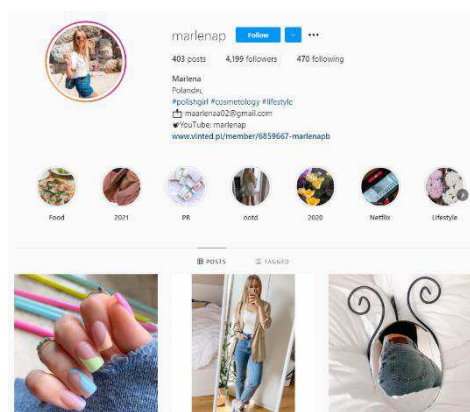 marlenap Follow
403 posts 4,199 followers 470 following
Marlena
Poland PL
#polishgirl #cosmetology #lifestyle
maarlenaa02@gmail.com
YouTube: marlenap
www.vinted.pl/member/6859667-marlenapb
Food 2021 PR ootd 2020 Netflix Lifestyle
POSTS TAGGED